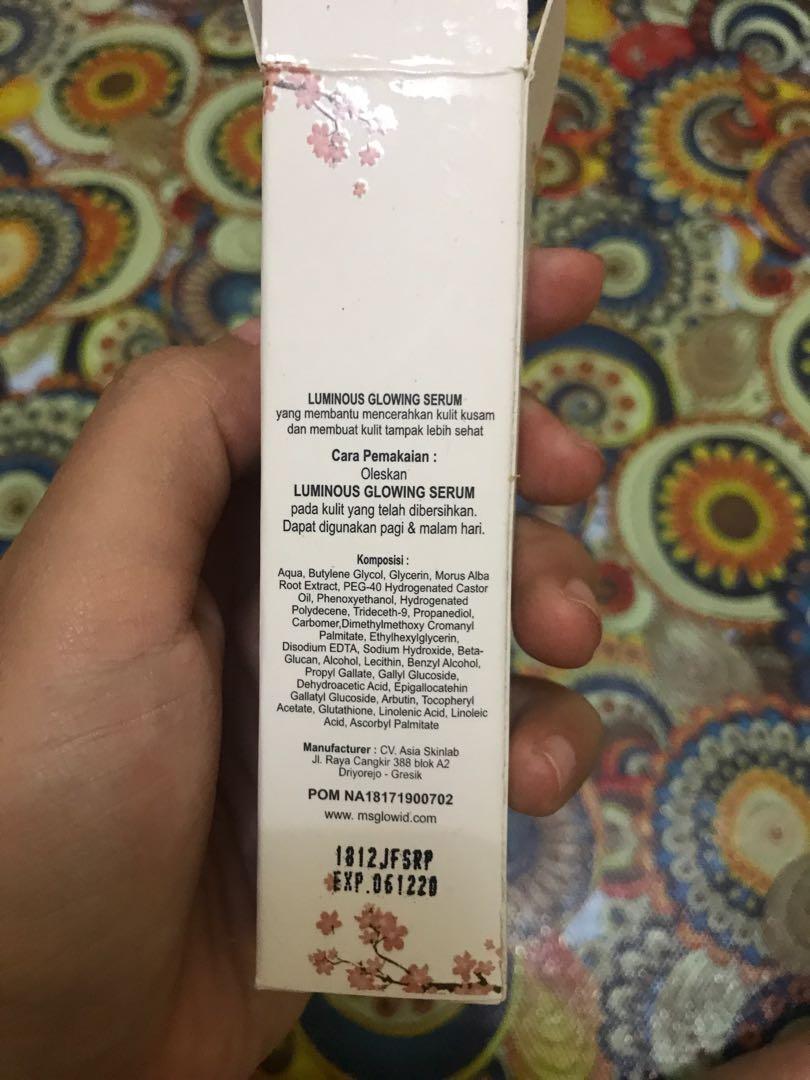 LUMINOUS GLOWING SERUM
yang membantu mencerahkan kulit kusam
dan membuat kulit tampak lebih sehat
Cara Pemakaian :
Oleskan
LUMINOUS GLOWING SERUM
pada kulit yang telah dibersihkan.
Dapat digunakan pagi & malam hari.
Komposisi :
Aqua, Butylene Glycol, Glycerin, Morus Alba
Root Extract, PEG-40 Hydrogenated Castor
Oil, Phenoxyethanol, Hydrogenated
Polydecene, Trideceth-9, Propanediol,
Carbomer,Dimethylmethoxy Cromanyl
Palmitate, Ethylhexylglycerin,
Disodium EDTA, Sodium Hydroxide, Beta-
Glucan, Alcohol, Lecithin, Benzyl Alcohol,
Propyl Gallate, Gallyl Glucoside,
Dehydroacetic Acid, Epigallocatehin
Gallatyl Glucoside, Arbutin, Tocopheryl
Acetate, Glutathione, Linolenic Acid, Linoleic
Acid, Ascorbyl Palmitate
Manufacturer : CV. Asia Skinlab
Jl. Raya Cangkir 388 blok A2
Driyorejo - Gresik
POM NA18171900702
www. msglowid.com
1812JFSRP
EXP.061220